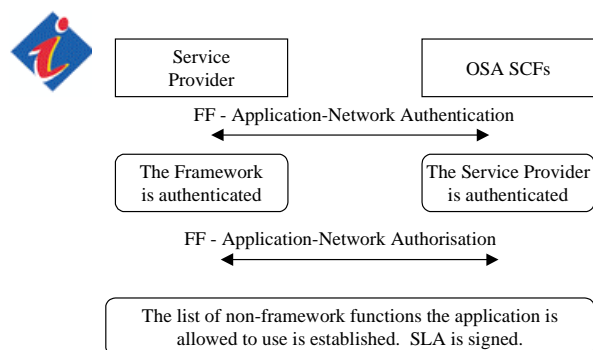 i
Service
Provider
OSA SCFs
FF - Application-Network Authentication
The Framework
is authenticated
The Service Provider
is authenticated
FF - Application-Network Authorisation
The list of non-framework functions the application is
allowed to use is established.  SLA is signed.